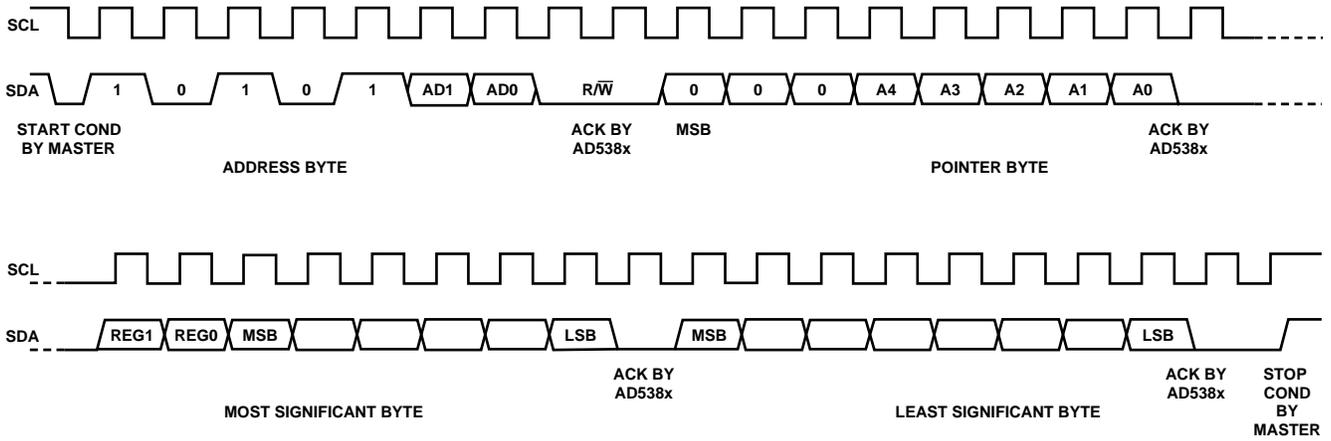 SCL
SDA 1 0 1 0 1 AD1 AD0 R/W̅ 0 0 0 A4 A3 A2 A1 A0
START COND
BY MASTER
ACK BY
AD538x
MSB
ACK BY
AD538x
ADDRESS BYTE
POINTER BYTE
SCL
SDA REG1 REG0 MSB LSB MSB LSB
ACK BY
AD538x
ACK BY
AD538x
STOP
COND
BY
MASTER
MOST SIGNIFICANT BYTE
LEAST SIGNIFICANT BYTE